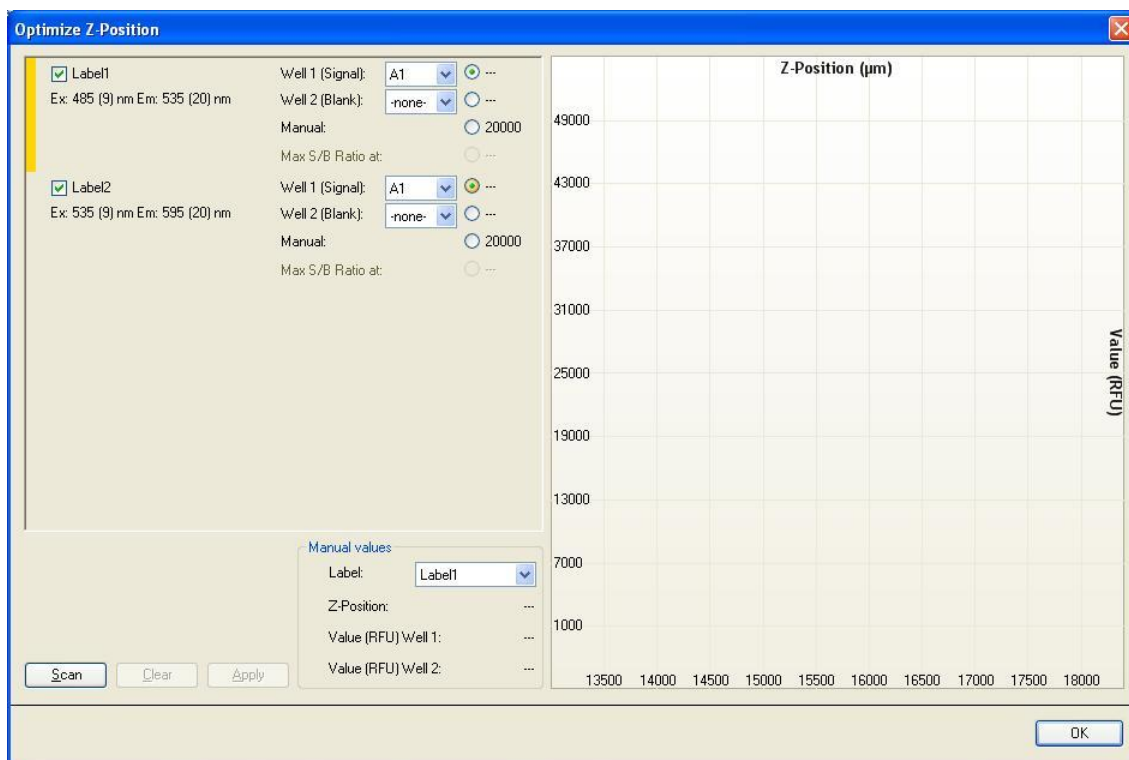 Optimize Z-Position
Label1
Well 1 (Signal): A1 ---
Ex: 485 (9) nm Em: 535 (20) nm
Well 2 (Blank): -none- ---
Manual: 20000
Max S/B Ratio at: ---
Label2
Well 1 (Signal): A1 ---
Ex: 535 (9) nm Em: 595 (20) nm
Well 2 (Blank): -none- ---
Manual: 20000
Max S/B Ratio at: ---
Manual values
Label: Label1
Z-Position: ---
Value (RFU) Well 1: ---
Value (RFU) Well 2: ---
Scan Clear Apply
Z-Position (µm)
49000
43000
37000
31000
25000
19000
13000
7000
1000
Value (RFU)
13500 14000 14500 15000 15500 16000 16500 17000 17500 18000
OK